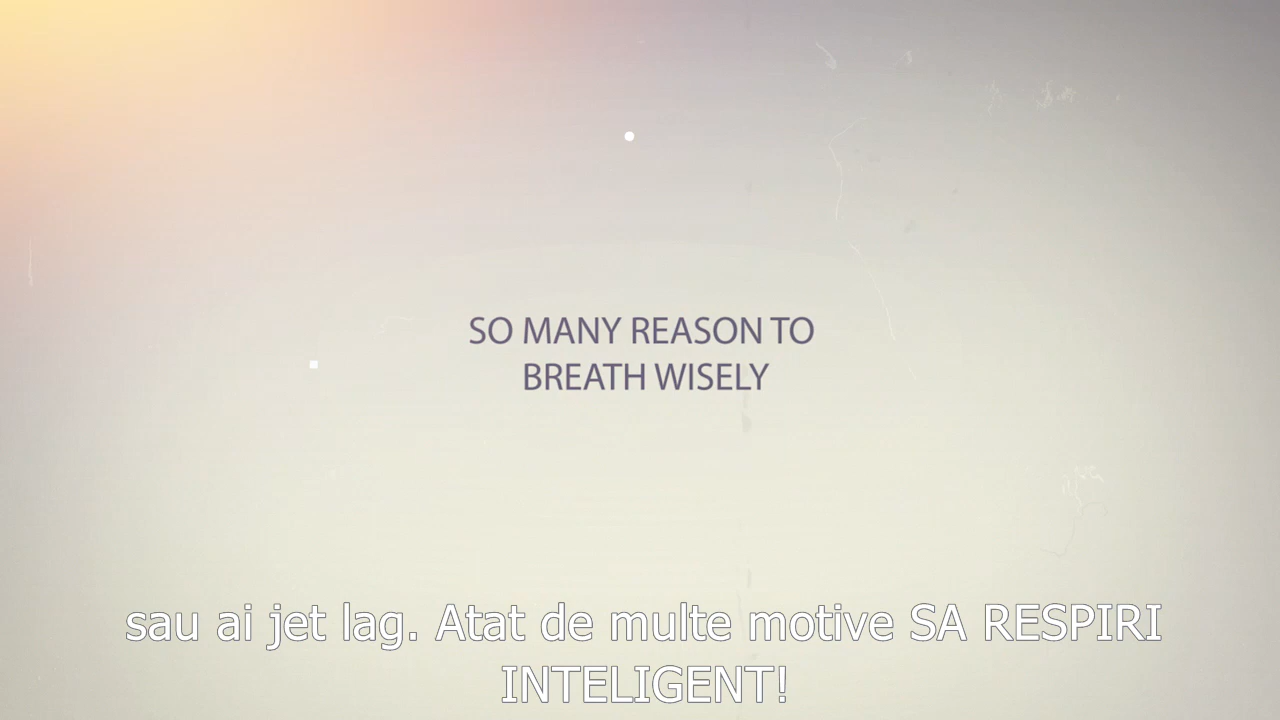 SO MANY REASON TO
BREATH WISELY
sau ai jet lag. Atat de multe motive SA RESPIRI
INTELIGENT!